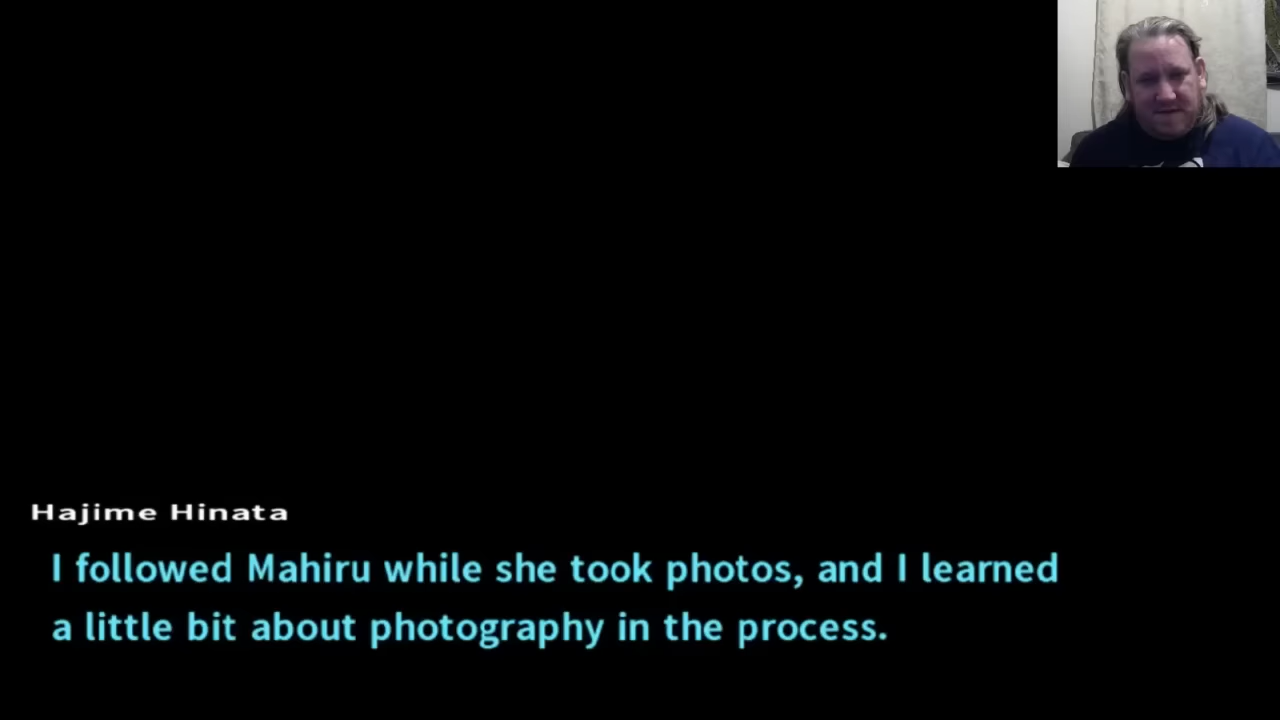 Hajime Hinata
I followed Mahiru while she took photos, and I learned
a little bit about photography in the process.